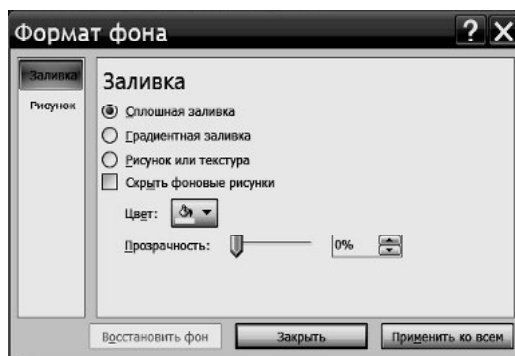 Формат фона
Заливка
Рисунок
Заливка
Сплошная заливка
Градиентная заливка
Рисунок или текстура
Скрыть фоновые рисунки
Цвет:
Прозрачность: 0%
Восстановить фон Закрыть Применить ко всем